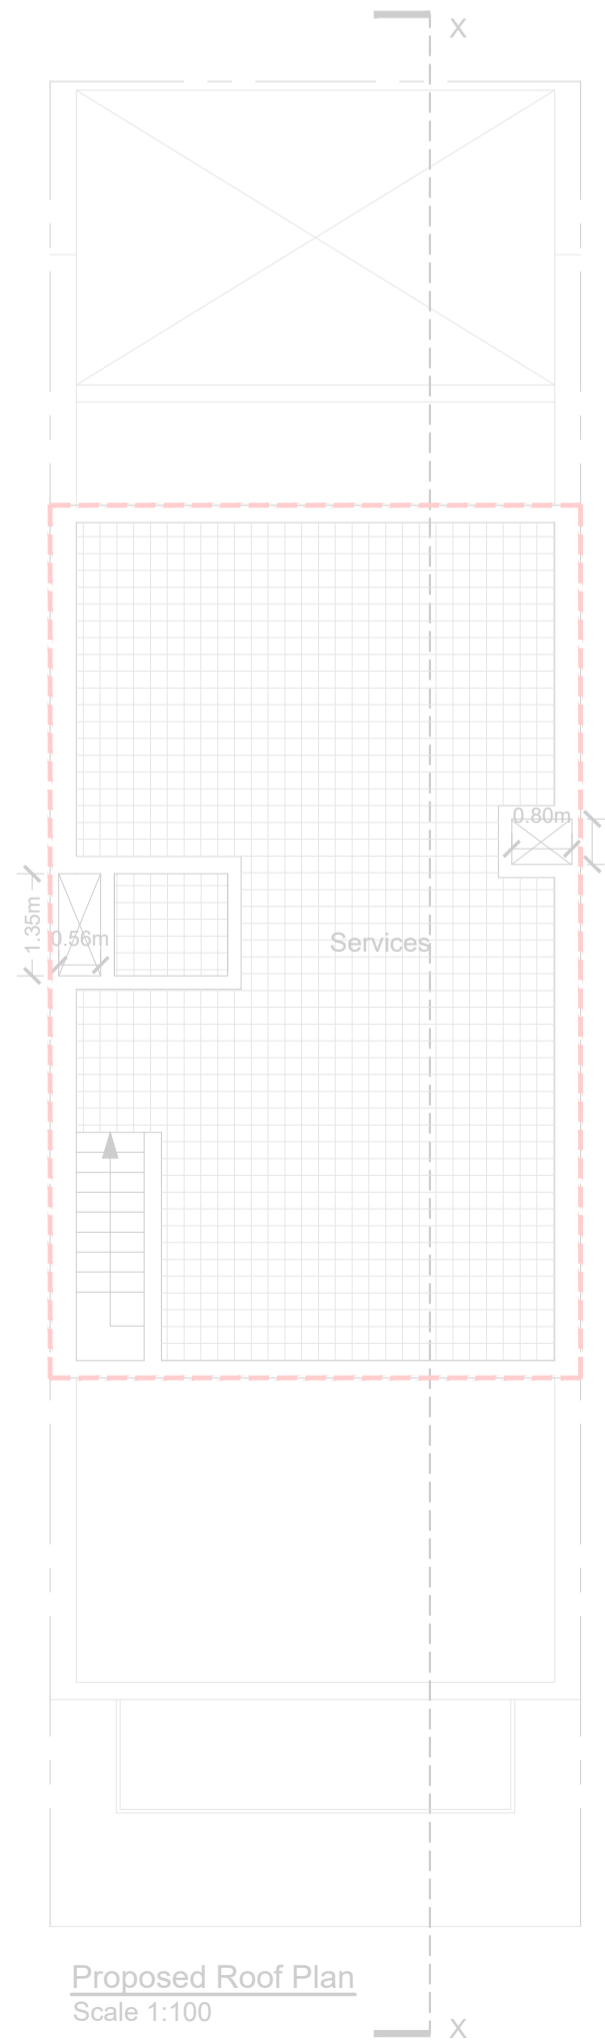 X
0.80m
1.35m
0.56m
Services
Proposed Roof Plan
Scale 1:100
X